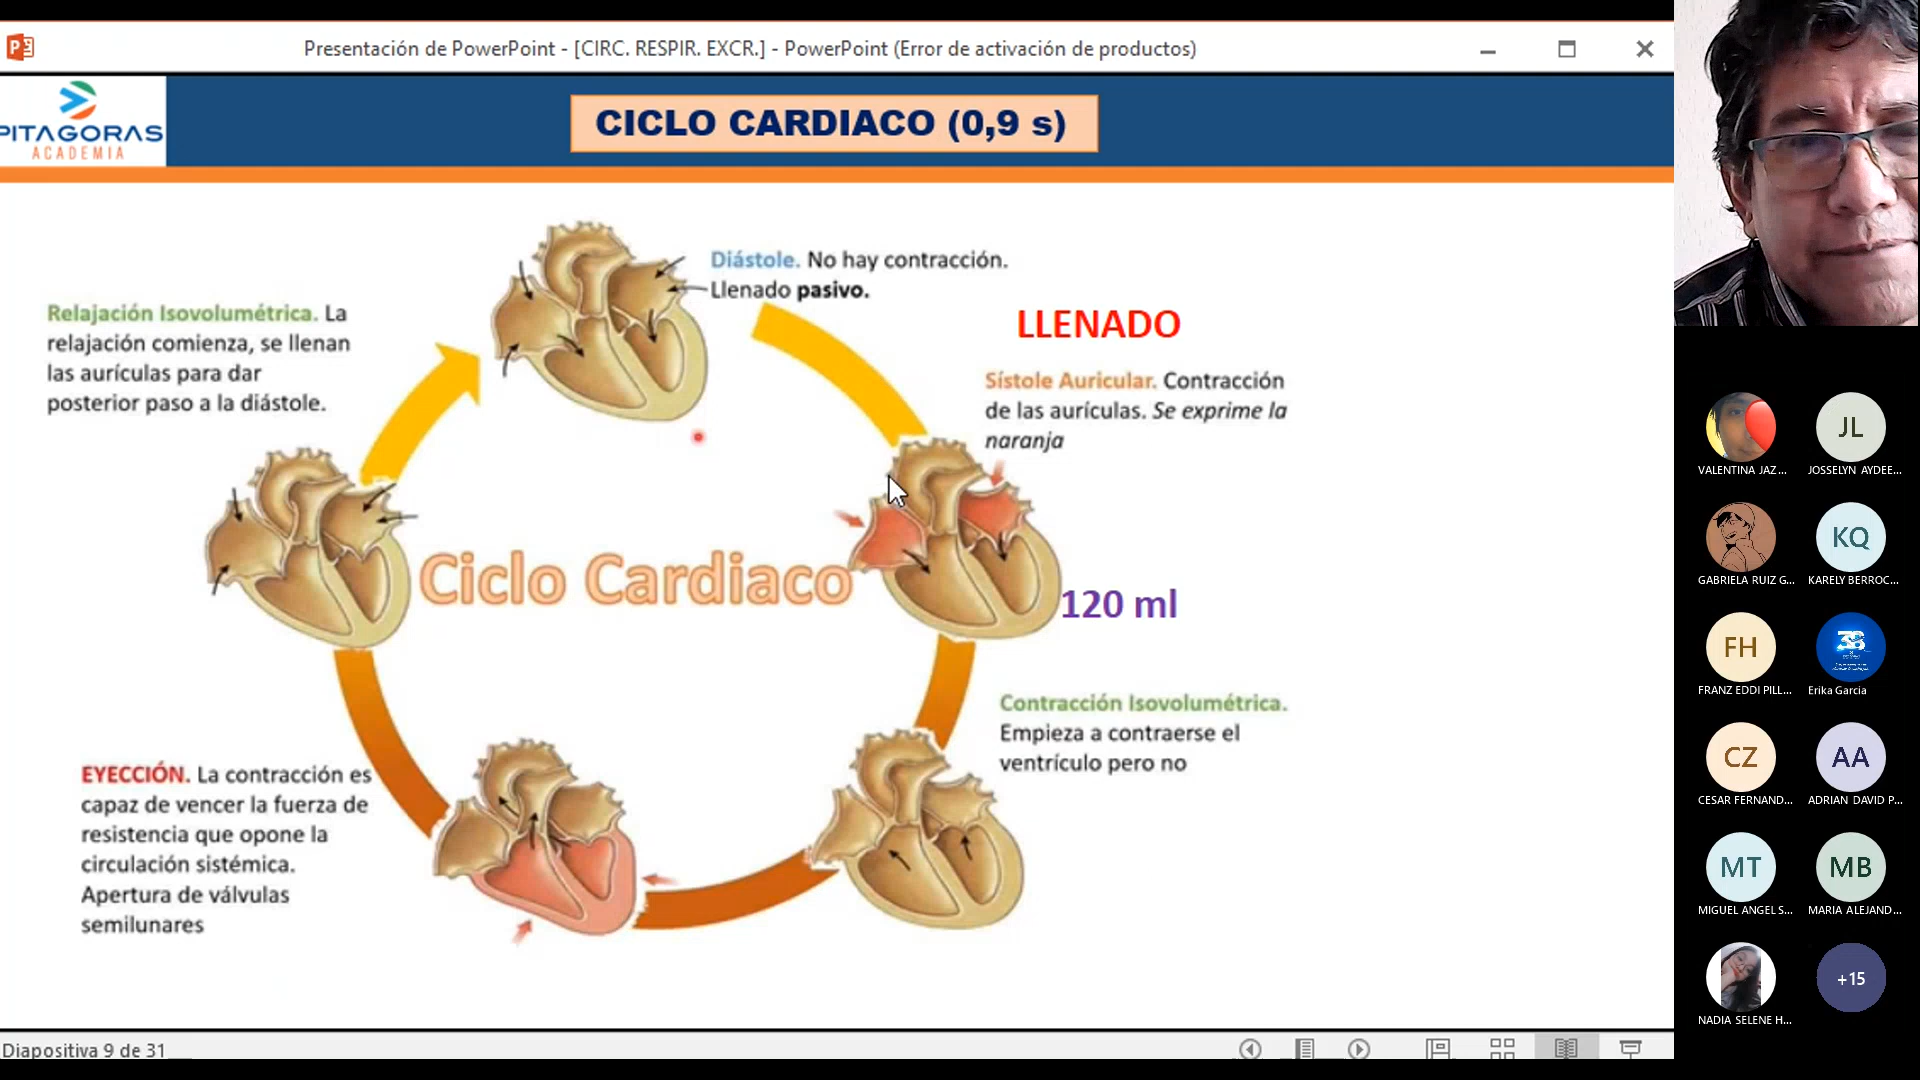 Presentación de PowerPoint - [CIRC. RESPIR. EXCR.] - PowerPoint (Error de activación de productos)
PITAGORAS
ACADEMIA
CICLO CARDIACO (0,9 s)
Diástole. No hay contracción.
Llenado pasivo.
LLENADO
Relajación Isovolumétrica. La
relajación comienza, se llenan
las aurículas para dar
posterior paso a la diástole.
Sístole Auricular. Contracción
de las aurículas. Se exprime la
naranja
Ciclo Cardiaco
120 ml
Contracción Isovolumétrica.
Empieza a contraerse el
ventrículo pero no
EYECCIÓN. La contracción es
capaz de vencer la fuerza de
resistencia que opone la
circulación sistémica.
Apertura de válvulas
semilunares
Diapositiva 9 de 31
JL
VALENTINA JAZ...
JOSSELYN AYDEE...
KQ
GABRIELA RUIZ G...
KARELY BERROC...
FH
38
FRANZ EDDI PILL...
Erika Garcia
CZ
AA
CESAR FERNAND...
ADRIAN DAVID P...
MT
MB
MIGUEL ANGEL S...
MARIA ALEJAND...
+15
NADIA SELENE H...